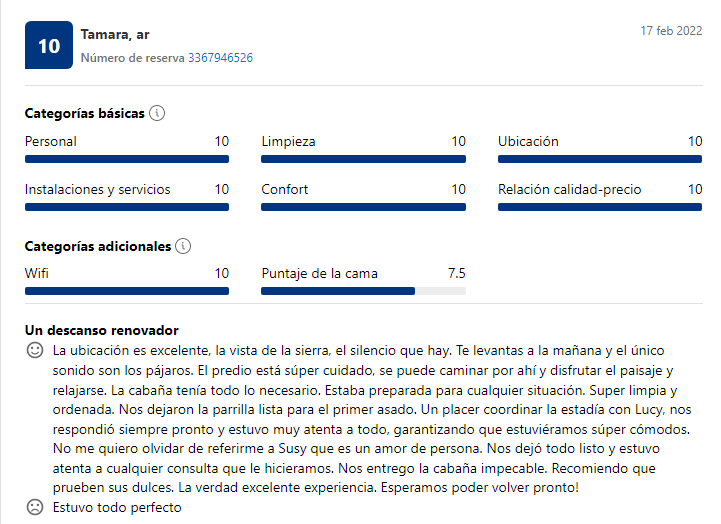 10
Tamara, ar
17 feb 2022
Número de reserva 3367946526
Categorías básicas
Personal 10
Limpieza 10
Ubicación 10
Instalaciones y servicios 10
Confort 10
Relación calidad-precio 10
Categorías adicionales
Wifi 10
Puntaje de la cama 7.5
Un descanso renovador
La ubicación es excelente, la vista de la sierra, el silencio que hay. Te levantas a la mañana y el único
sonido son los pájaros. El predio está súper cuidado, se puede caminar por ahí y disfrutar el paisaje y
relajarse. La cabaña tenía todo lo necesario. Estaba preparada para cualquier situación. Super limpia y
ordenada. Nos dejaron la parrilla lista para el primer asado. Un placer coordinar la estadía con Lucy, nos
respondió siempre pronto y estuvo muy atenta a todo, garantizando que estuviéramos súper cómodos.
No me quiero olvidar de referirme a Susy que es un amor de persona. Nos dejó todo listo y estuvo
atenta a cualquier consulta que le hicieramos. Nos entrego la cabaña impecable. Recomiendo que
prueben sus dulces. La verdad excelente experiencia. Esperamos poder volver pronto!
Estuvo todo perfecto